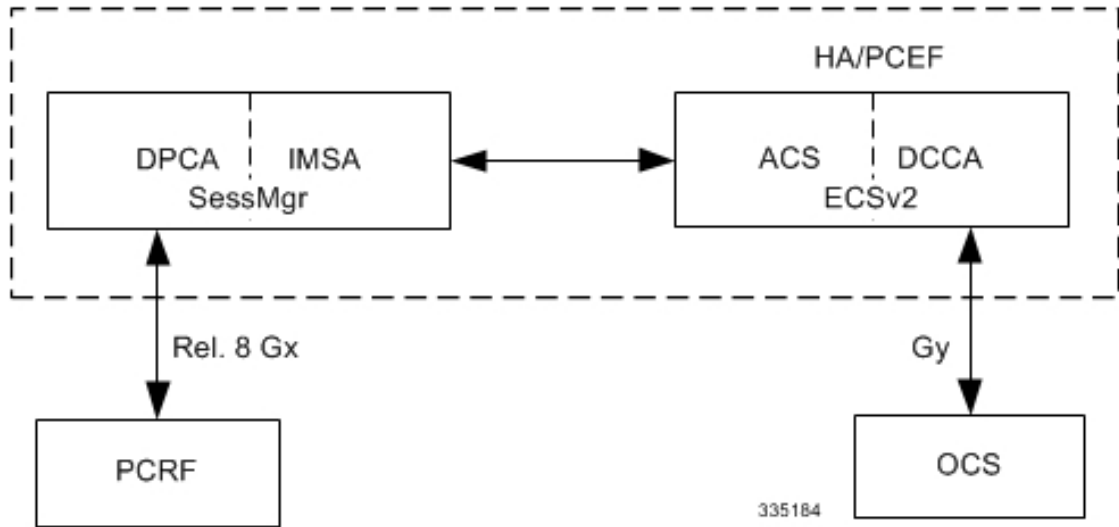 HA/PCEF
DPCA IMSA
SessMgr
ACS DCCA
ECSv2
Rel. 8 Gx
Gy
PCRF
OCS
335184